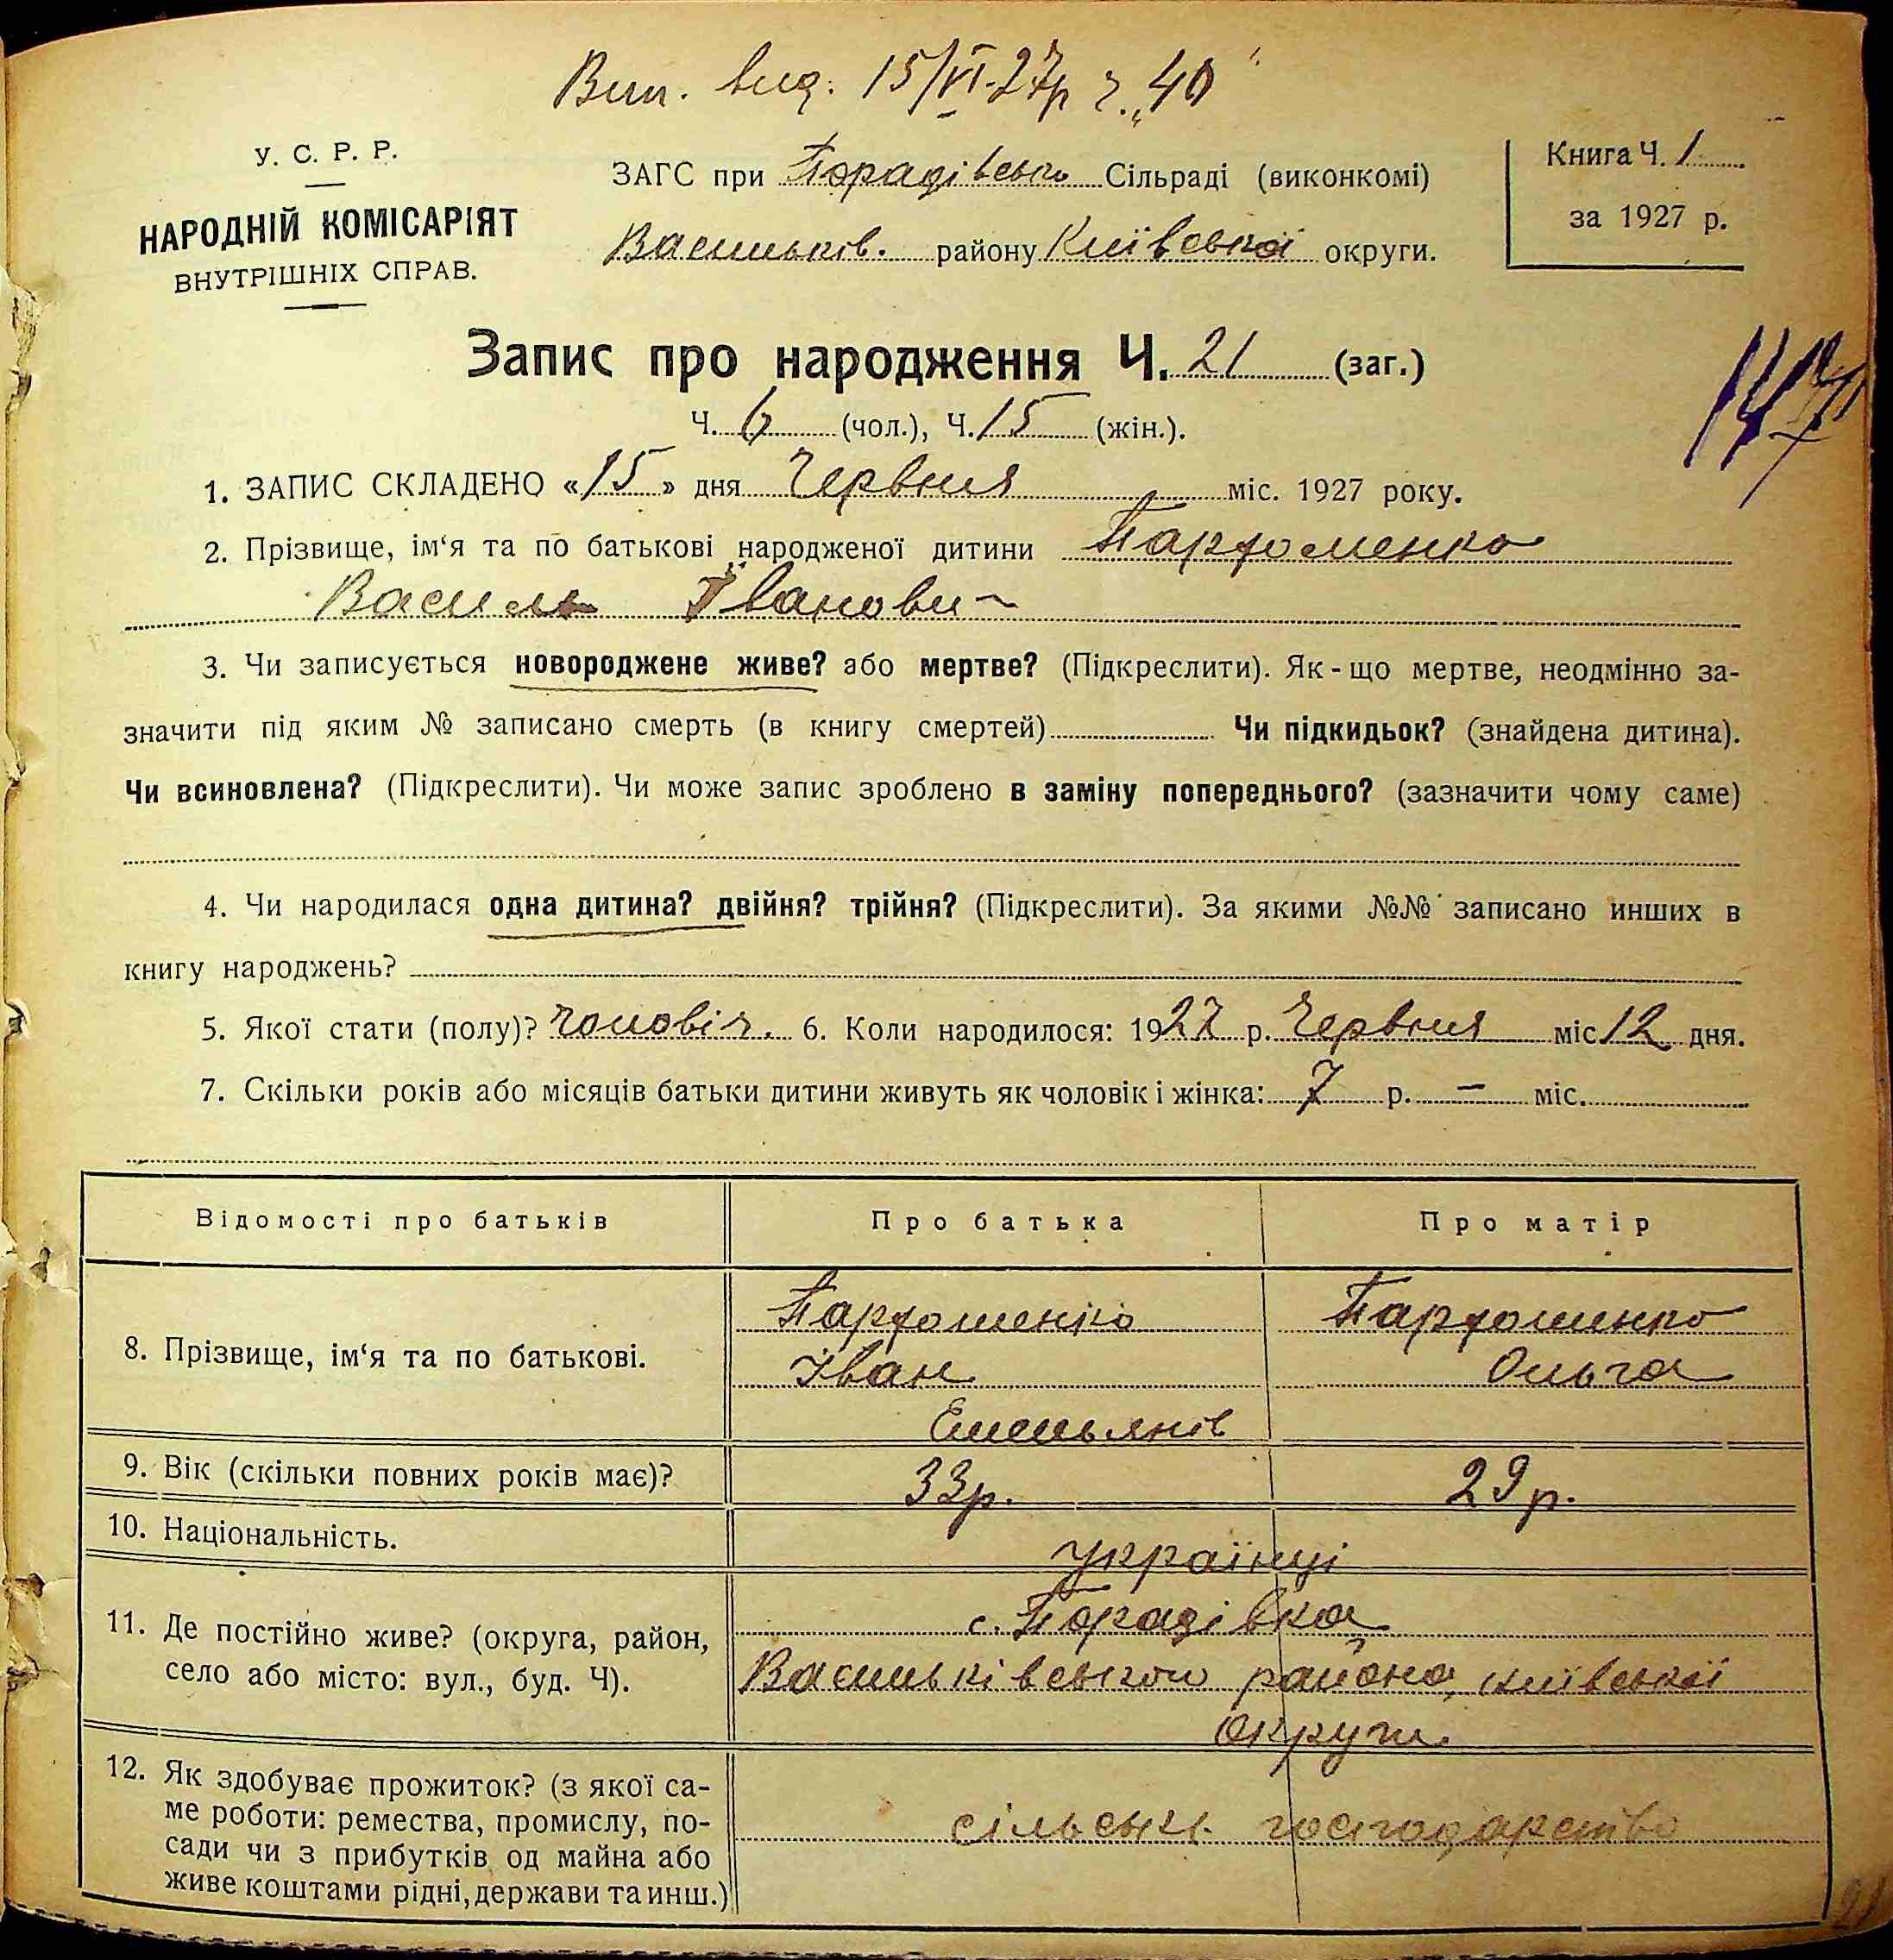 Вип. вид. 15/VI-27р ч. „40"
У. С. Р. Р.
НАРОДНІЙ КОМІСАРІЯТ
ВНУТРІШНІХ СПРАВ.
ЗАГС при Порадівські Сільраді (виконкомі)
Васильків. району Київської округи.
Книга Ч. 1
за 1927 р.
Запис про народження Ч. 21 (заг.)
Ч. 6 (чол.), Ч. 15 (жін.).
147
1. ЗАПИС СКЛАДЕНО «15» дня Червня міс. 1927 року.
2. Прізвище, ім‘я та по батькові народженої дитини Пархоменко
Василь Іванович
3. Чи записується новороджене живе? або мертве? (Підкреслити). Як-що мертве, неодмінно за-
значити під яким № записано смерть (в книгу смертей) Чи підкидьок? (знайдена дитина).
Чи всиновлена? (Підкреслити). Чи може запис зроблено в заміну попереднього? (зазначити чому саме)
4. Чи народилася одна дитина? двійня? трійня? (Підкреслити). За якими №№ записано инших в
книгу народжень?
5. Якої стати (полу)? чоловіч. 6. Коли народилося: 1927 р. Червня міс 12 дня.
7. Скільки років або місяців батьки дитини живуть як чоловік і жінка: 7 р. — міс.
Відомості про батьків Про батька Про матір
8. Прізвище, ім‘я та по батькові.
Пархоменко Пархоменко
Іван Ольга
Емельянів
9. Вік (скільки повних років має)? 33р. 29р.
10. Національність. українці
11. Де постійно живе? (округа, район,
село або місто: вул., буд. Ч).
с. Порадівка
Васильківського району, київської
округи
12. Як здобуває прожиток? (з якої са-
ме роботи: ремества, промислу, по-
сади чи з прибутків од майна або
живе коштами рідні, держави та инш.)
сільськ. господарство
21